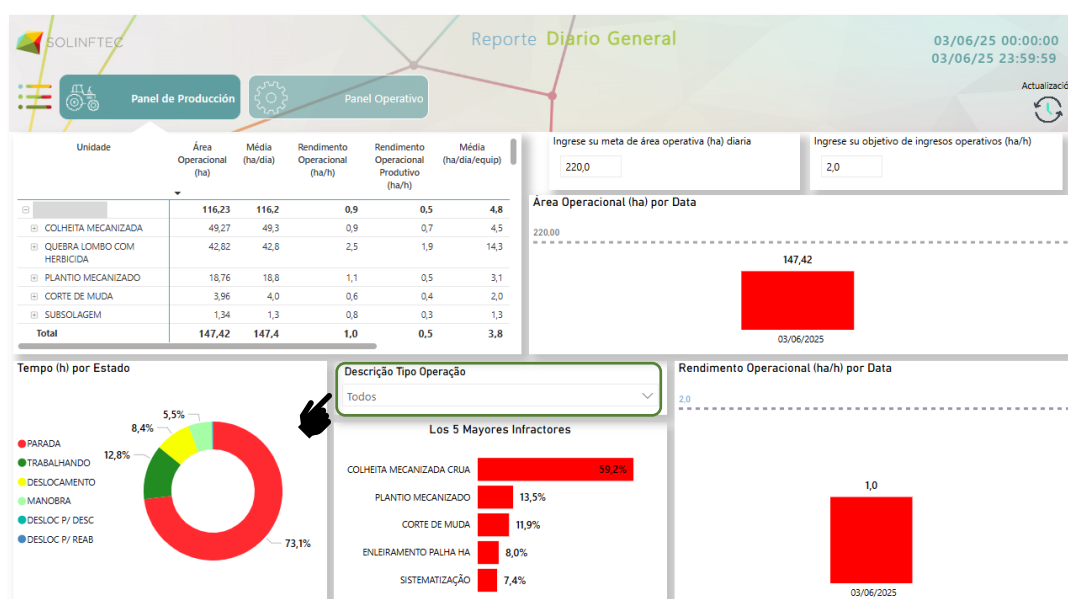 SOLINFTEC
Reporte Diario General
03/06/25 00:00:00
03/06/25 23:59:59
Panel de Producción
Panel Operativo
Actualizació
Unidade Área Operacional (ha) Média (ha/dia) Rendimento Operacional (ha/h) Rendimento Operacional Produtivo (ha/h) Média (ha/dia/equip)
116,23 116,2 0,9 0,5 4,8
COLHEITA MECANIZADA 49,27 49,3 0,9 0,7 4,5
QUEBRA LOMBO COM HERBICIDA 42,82 42,8 2,5 1,9 14,3
PLANTIO MECANIZADO 18,76 18,8 1,1 0,5 3,1
CORTE DE MUDA 3,96 4,0 0,6 0,4 2,0
SUBSOLAGEM 1,34 1,3 0,8 0,3 1,3
Total 147,42 147,4 1,0 0,5 3,8
Ingrese su meta de área operativa (ha) diaria
220,0
Ingrese su objetivo de ingresos operativos (ha/h)
2,0
Área Operacional (ha) por Data
220.00
147,42
03/06/2025
Tempo (h) por Estado
5,5%
8,4%
12,8%
73,1%
PARADA
TRABALHANDO
DESLOCAMENTO
MANOBRA
DESLOC P/ DESC
DESLOC P/ REAB
Descrição Tipo Operação
Todos
Los 5 Mayores Infractores
COLHEITA MECANIZADA CRUA 59,2%
PLANTIO MECANIZADO 13,5%
CORTE DE MUDA 11,9%
ENLEIRAMENTO PALHA HA 8,0%
SISTEMATIZAÇÃO 7,4%
Rendimento Operacional (ha/h) por Data
2,0
1,0
03/06/2025